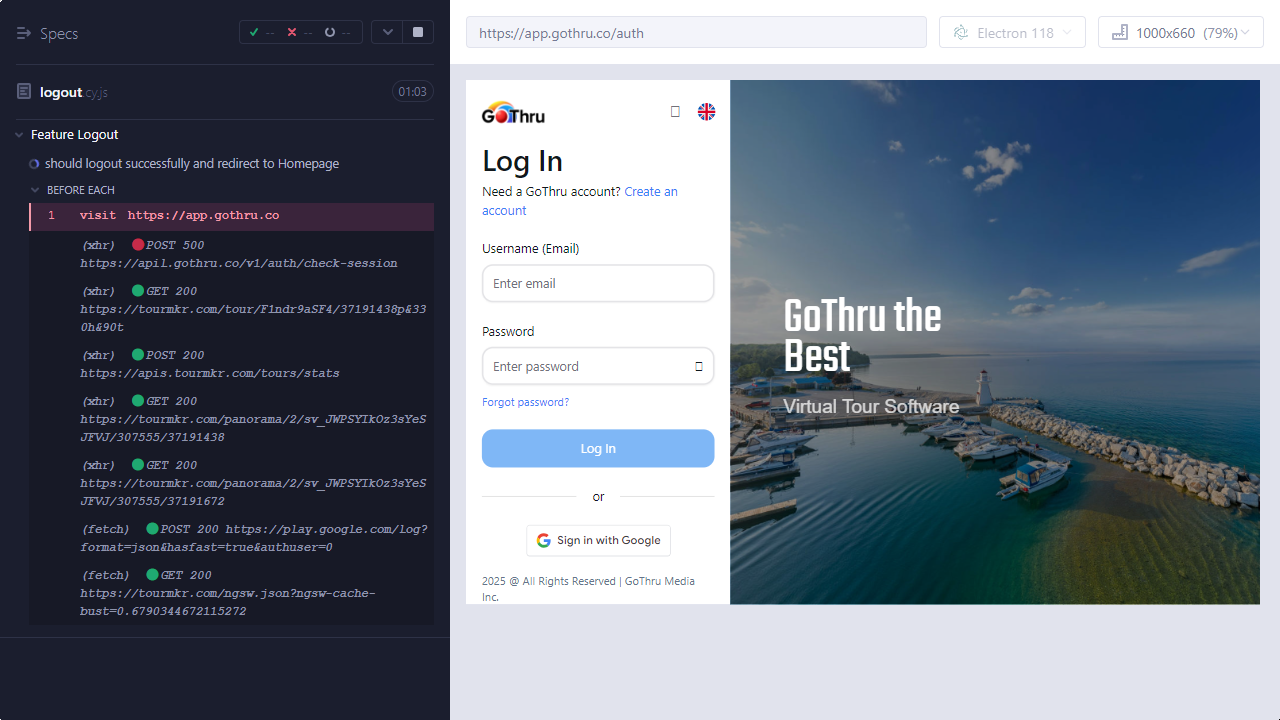 Specs
--
--
--
logout.cy.js
01:03
Feature Logout
should logout successfully and redirect to Homepage
BEFORE EACH
1 visit https://app.gothru.co
(xhr) POST 500
https://apil.gothru.co/v1/auth/check-session
(xhr) GET 200
https://tourmkr.com/tour/F1ndr9aSF4/37191438p&33
0h&90t
(xhr) POST 200
https://apis.tourmkr.com/tours/stats
(xhr) GET 200
https://tourmkr.com/panorama/2/sv_JWPSYIkOz3sYeS
JFVJ/307555/37191438
(xhr) GET 200
https://tourmkr.com/panorama/2/sv_JWPSYIkOz3sYeS
JFVJ/307555/37191672
(fetch) POST 200 https://play.google.com/log?
format=json&hasfast=true&authuser=0
(fetch) GET 200
https://tourmkr.com/ngsw.json?ngsw-cache-
bust=0.6790344672115272
https://app.gothru.co/auth
Electron 118
1000x660 (79%)
GoThru
Log In
Need a GoThru account? Create an
account
Username (Email)
Enter email
Password
Enter password
Forgot password?
Log In
or
Sign in with Google
2025 @ All Rights Reserved | GoThru Media
Inc.
GoThru the
Best
Virtual Tour Software